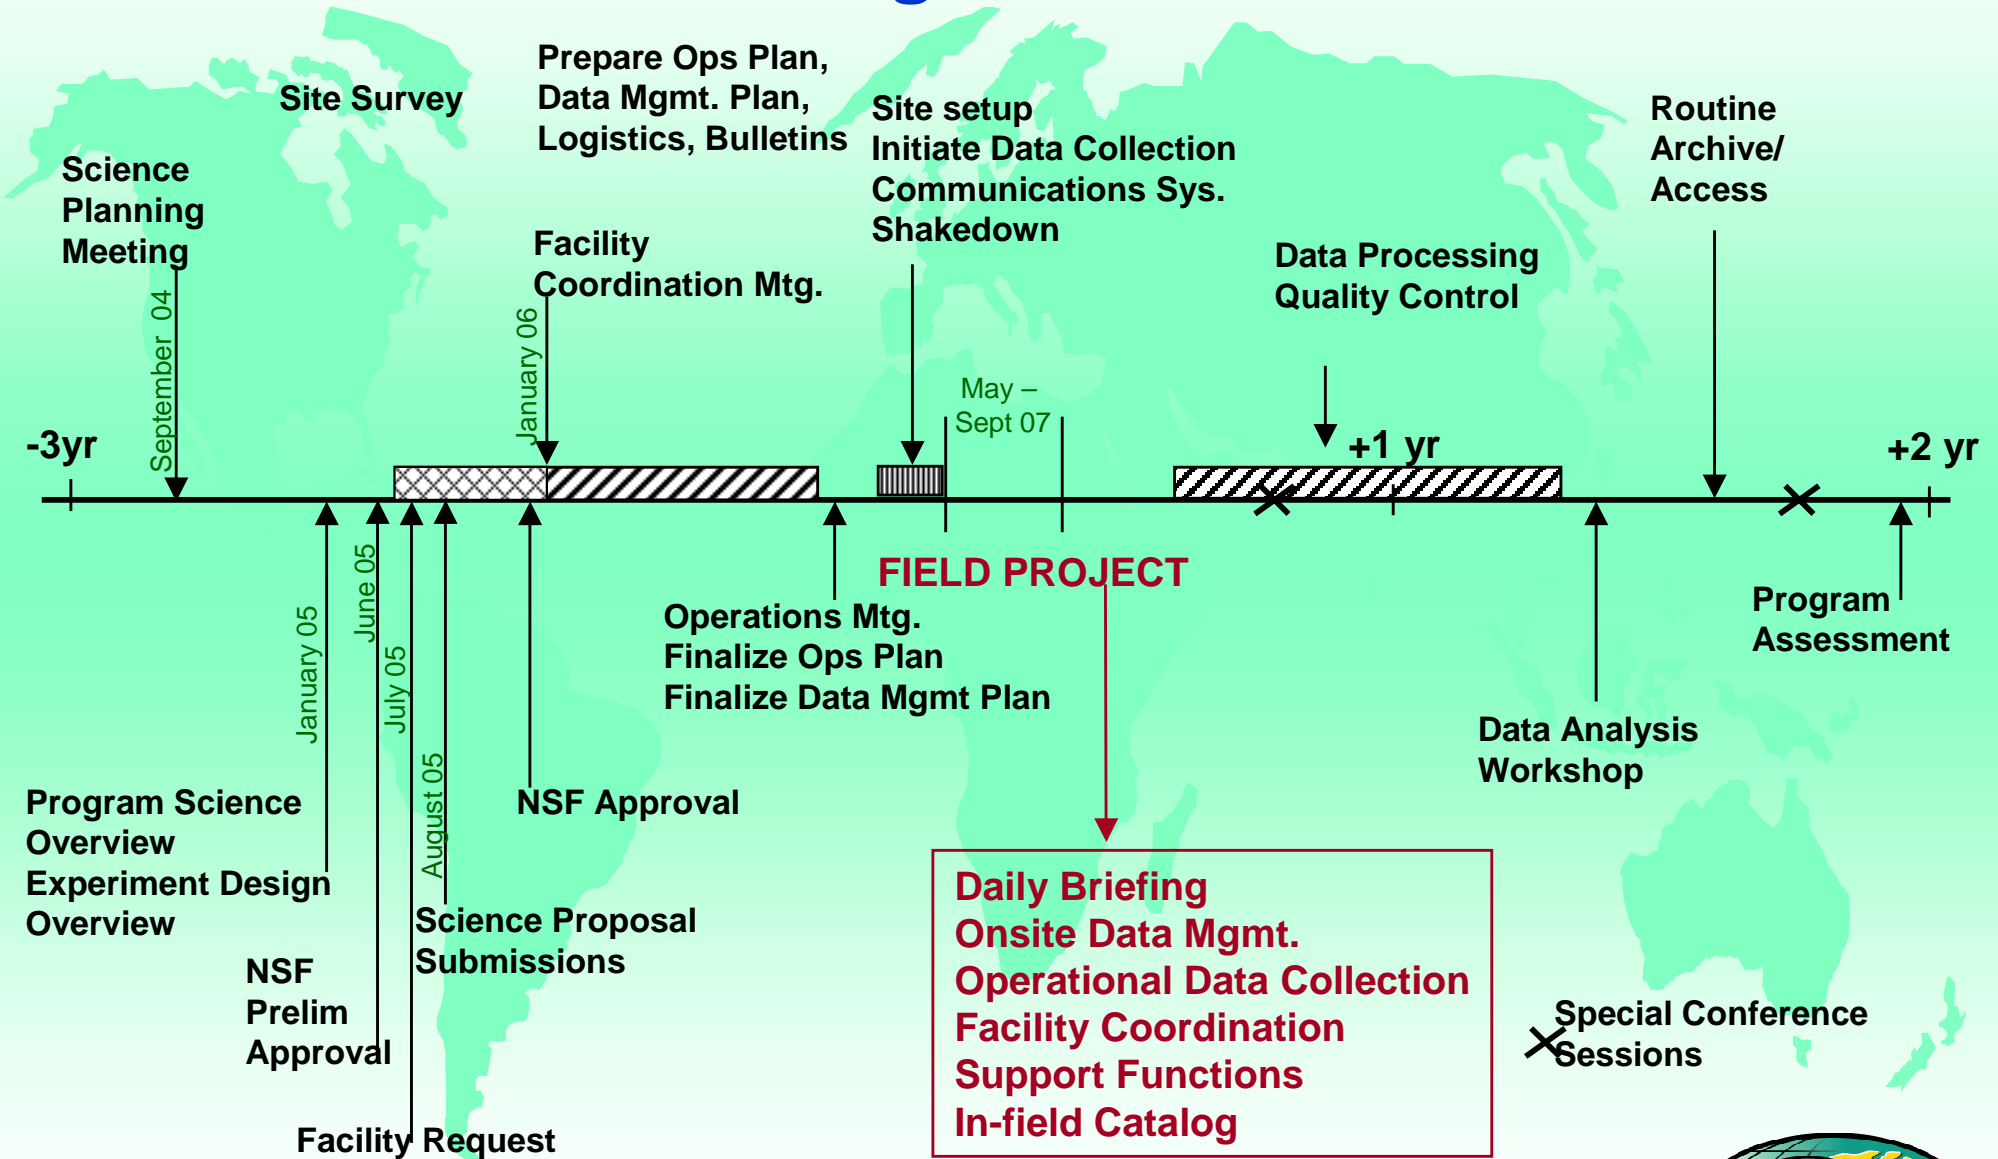 Prepare Ops Plan,
Data Mgmt. Plan,
Logistics, Bulletins
Site Survey
Site setup
Initiate Data Collection
Communications Sys.
Shakedown
Routine
Archive/
Access
Science
Planning
Meeting
Facility
Coordination Mtg.
Data Processing
Quality Control
September 04
January 06
May –
Sept 07
-3yr
+1 yr
+2 yr
FIELD PROJECT
January 05
June 05
July 05
August 05
Operations Mtg.
Finalize Ops Plan
Finalize Data Mgmt Plan
Program
Assessment
Data Analysis
Workshop
Program Science
Overview
Experiment Design
Overview
NSF Approval
Science Proposal
Submissions
NSF
Prelim
Approval
Facility Request
Daily Briefing
Onsite Data Mgmt.
Operational Data Collection
Facility Coordination
Support Functions
In-field Catalog
Special Conference
Sessions